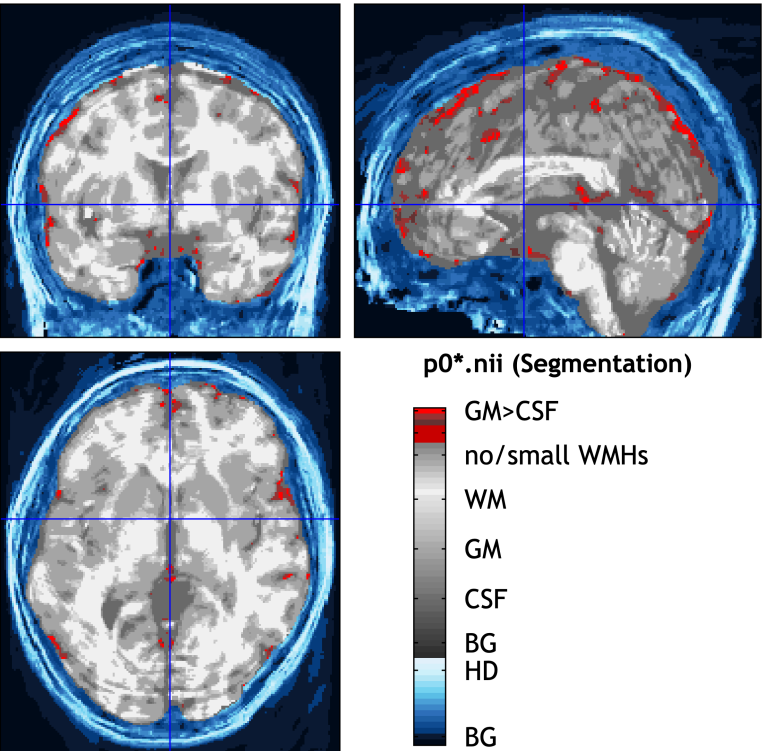 p0*.nii (Segmentation)
GM>CSF
no/small WMHs
WM
GM
CSF
BG
HD
BG